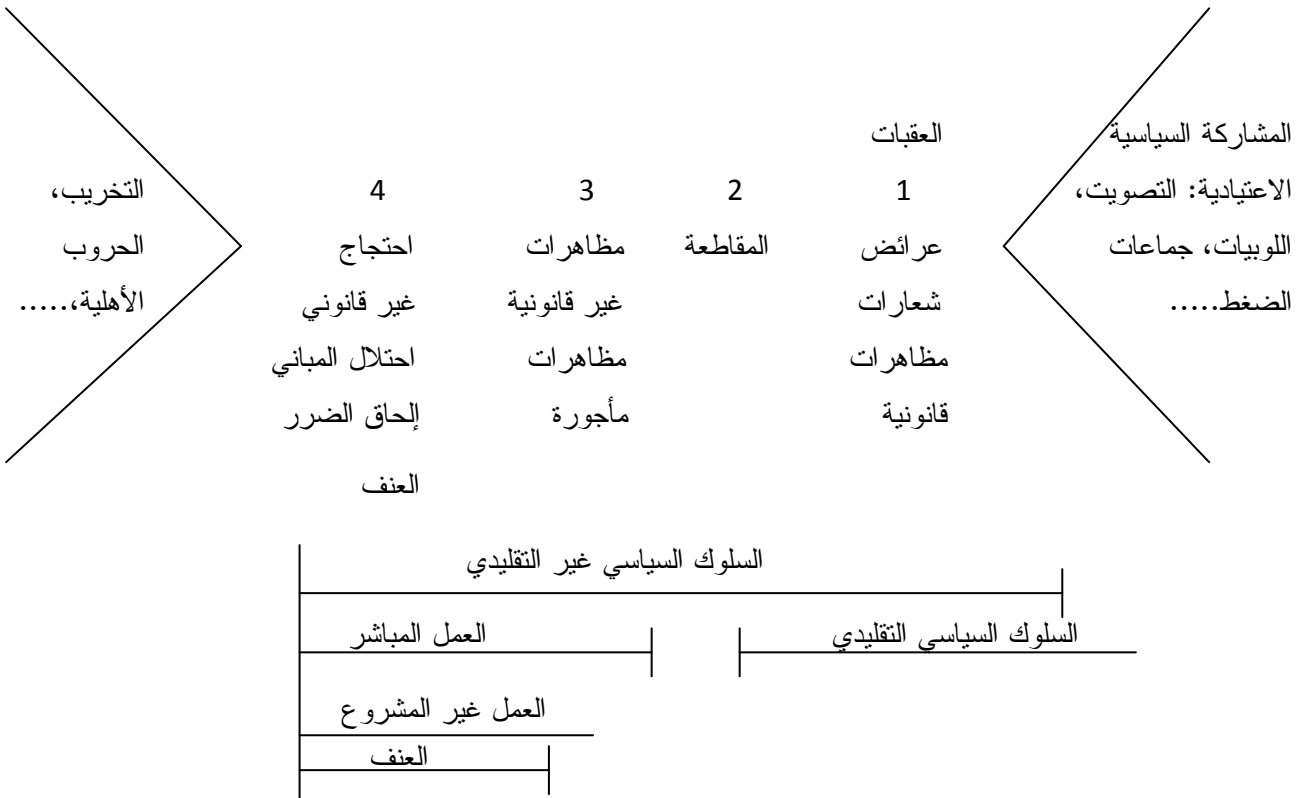 العقبات
المشاركة السياسية
الاعتيادية: التصويت،
اللوبيات، جماعات
الضغط.....
1
عرائض
شعارات
مظاهرات
قانونية
2
المقاطعة
3
مظاهرات
غير قانونية
مظاهرات
مأجورة
4
احتجاج
غير قانوني
احتلال المباني
إلحاق الضرر
العنف
التخريب،
الحروب
الأهلية،.....
السلوك السياسي غير التقليدي
السلوك السياسي التقليدي
العمل المباشر
العمل غير المشروع
العنف